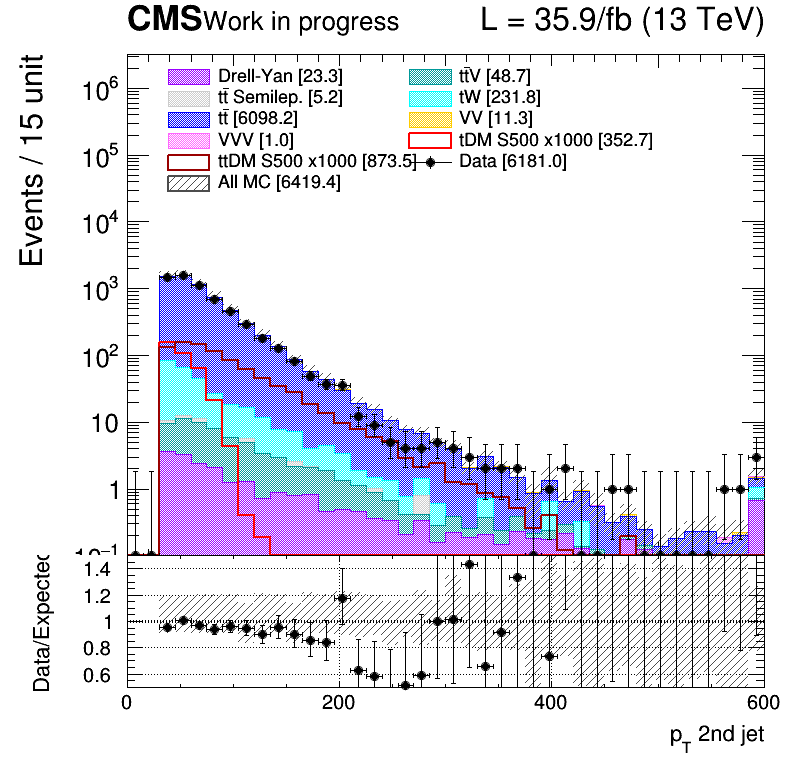 CMS Work in progress L = 35.9/fb (13 TeV)
Events / 15 unit
Drell-Yan [23.3] tt̄V [48.7]
tt̄ Semilep. [5.2] tW [231.8]
tt̄ [6098.2] VV [11.3]
VVV [1.0] tDM S500 x1000 [352.7]
ttDM S500 x1000 [873.5] Data [6181.0]
All MC [6419.4]
10⁶
10⁵
10⁴
10³
10²
10
1
10⁻¹
Data/Expected
1.4
1.2
1
0.8
0.6
0 200 400 600
p_T 2nd jet